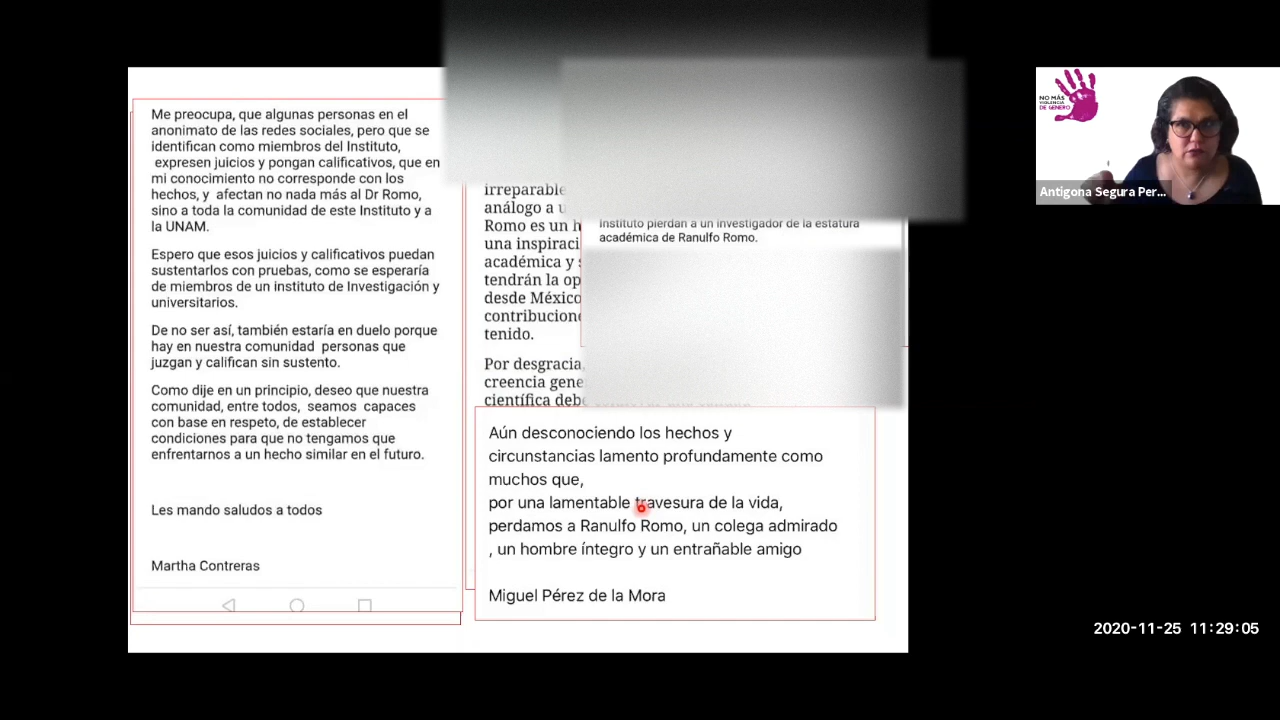 Me preocupa, que algunas personas en el
anonimato de las redes sociales, pero que se
identifican como miembros del Instituto,
expresen juicios y pongan calificativos, que en
mi conocimiento no corresponde con los
hechos, y afectan no nada más al Dr Romo,
sino a toda la comunidad de este Instituto y a
la UNAM.
Espero que esos juicios y calificativos puedan
sustentarlos con pruebas, como se esperaría
de miembros de un instituto de Investigación y
universitarios.
De no ser así, también estaría en duelo porque
hay en nuestra comunidad personas que
juzgan y califican sin sustento.
Como dije en un principio, deseo que nuestra
comunidad, entre todos, seamos capaces
con base en respeto, de establecer
condiciones para que no tengamos que
enfrentarnos a un hecho similar en el futuro.
Les mando saludos a todos
Martha Contreras
irreparable
análogo a
Romo es un
una
académica y
tendrán la
desde México
tenido.
Por desgracia,
creencia
científica
Instituto pierdan a un investigador de la estatura
académica de Ranulfo Romo.
Aún desconociendo los hechos y
circunstancias lamento profundamente como
muchos que,
por una lamentable travesura de la vida,
perdamos a Ranulfo Romo, un colega admirado
, un hombre íntegro y un entrañable amigo
Miguel Pérez de la Mora
NO MÁS
VIOLENCIA
DE GÉNERO
Antígona Segura Per...
2020-11-25 11:29:05